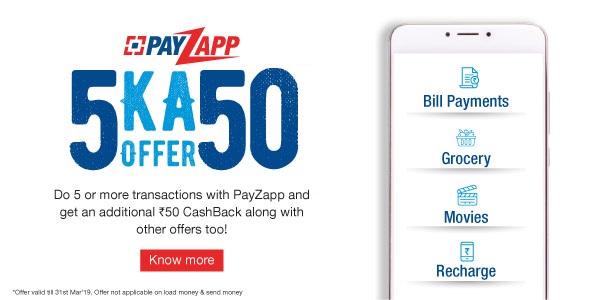 PAYZAPP
5 KA 50
OFFER
Do 5 or more transactions with PayZapp and
get an additional ₹50 CashBack along with
other offers too!
Know more
*Offer valid till 31st Mar'19, Offer not applicable on load money & send money
Bill Payments
Grocery
Movies
Recharge